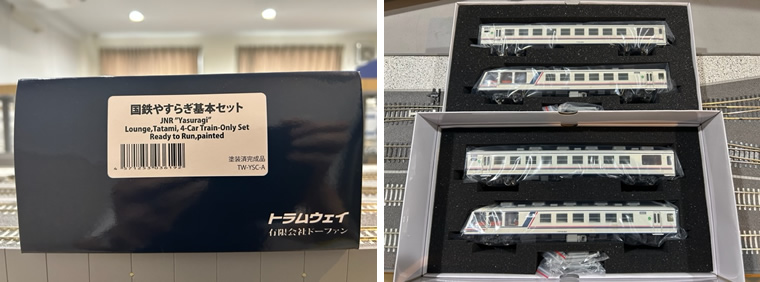 国鉄やすらぎ基本セット
JNR "Yasuragi"
Lounge,Tatami, 4-Car Train-Only Set
Ready to Run,painted
塗装済完成品
TW-YSC-A
4571253036192
トラムウェイ
有限会社ドーファン